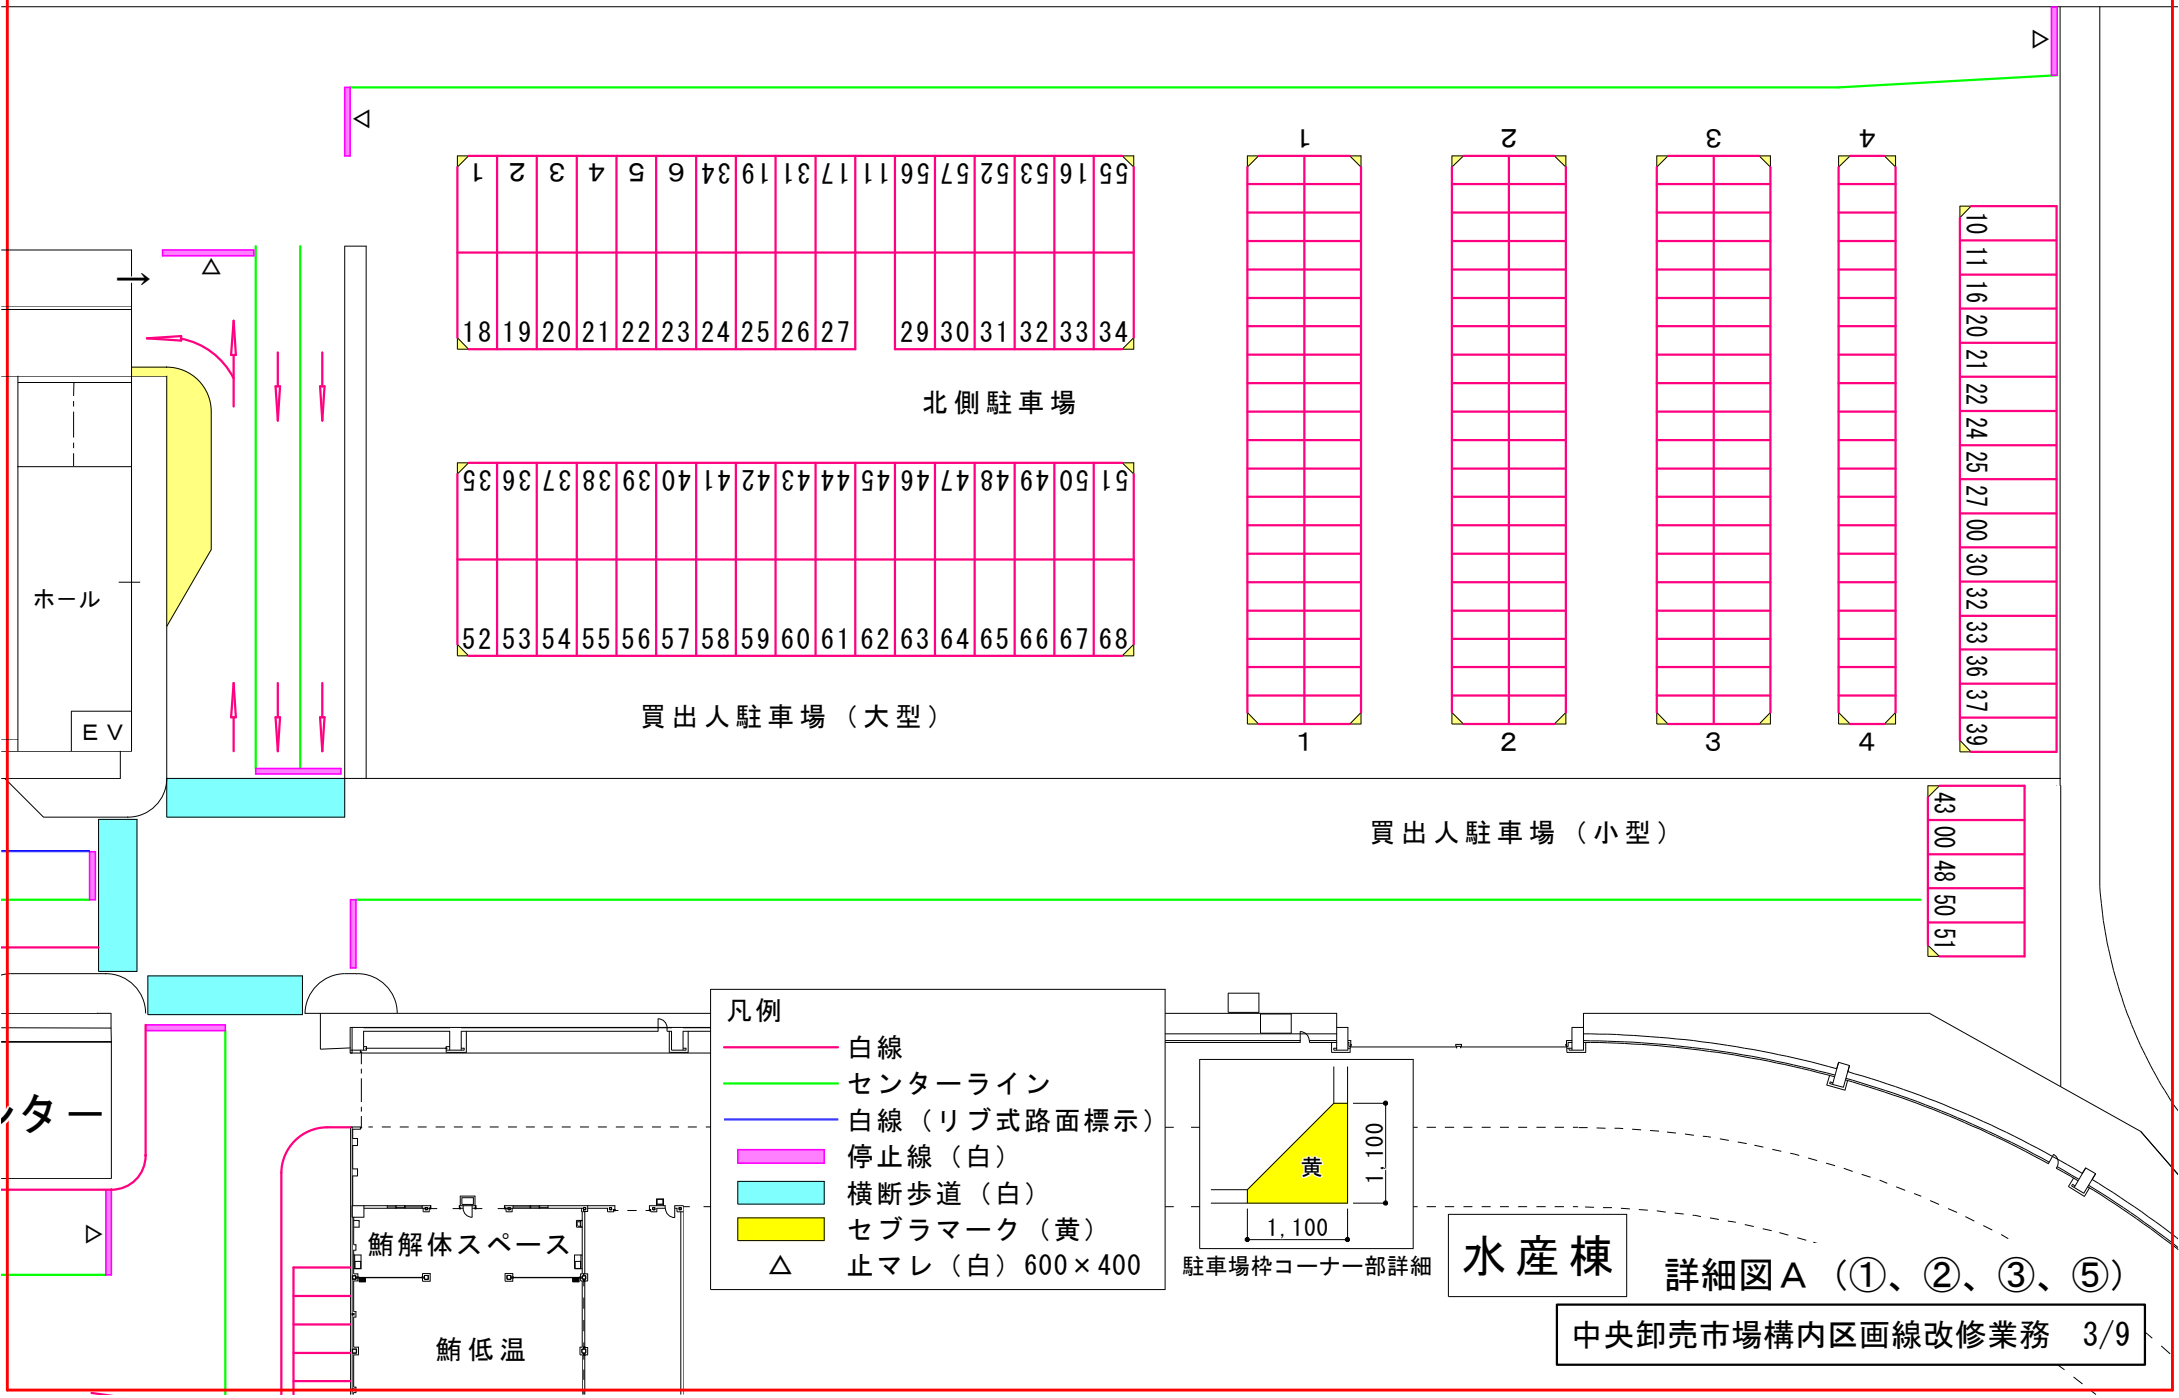 1 2 3 4
1 2 3 4 5 6 34 19 31 17 11 56 57 52 53 16 55
18 19 20 21 22 23 24 25 26 27 29 30 31 32 33 34
北側駐車場
35 36 37 38 39 40 41 42 43 44 45 46 47 48 49 50 51
52 53 54 55 56 57 58 59 60 61 62 63 64 65 66 67 68
買出人駐車場（大型）
1 2 3 4
10
11
16
20
21
22
24
25
27
00
30
32
33
36
37
39
ホール
EV
買出人駐車場（小型）
43
00
48
50
51
凡例
白線
センターライン
白線（リブ式路面標示）
停止線（白）
横断歩道（白）
セブラマーク（黄）
止マレ（白）600×400
黄
1,100
1,100
駐車場枠コーナー部詳細
ンター
鮪解体スペース
鮪低温
水産棟
詳細図A（①、②、③、⑤）
中央卸売市場構内区画線改修業務 3/9